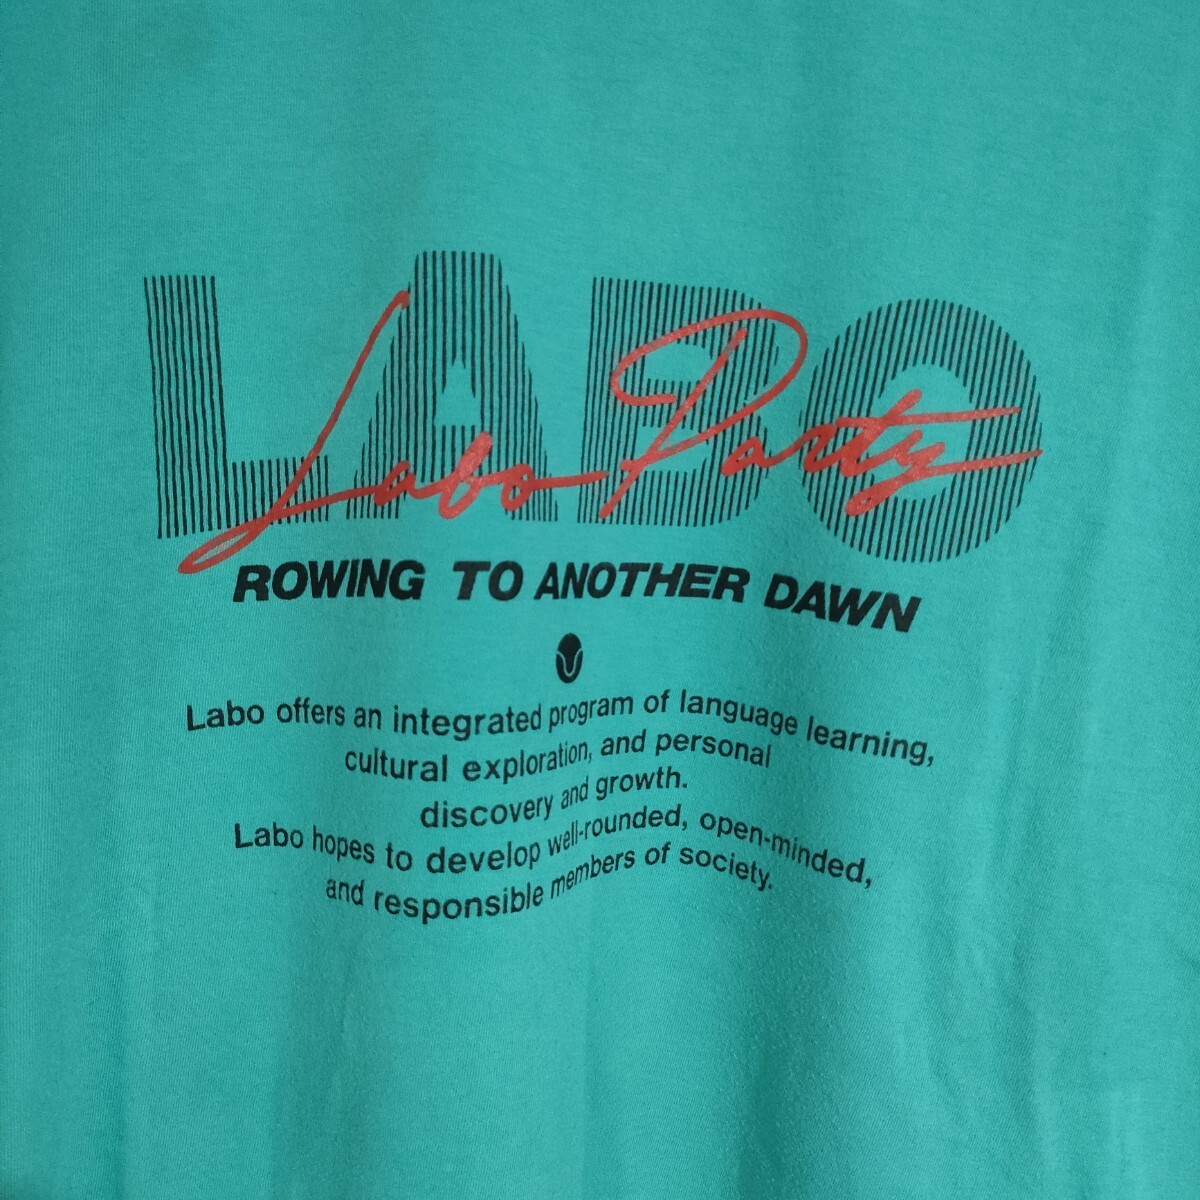 LABO
Labo Party
ROWING TO ANOTHER DAWN
Labo offers an integrated program of language learning,
cultural exploration, and personal
discovery and growth.
Labo hopes to develop well-rounded, open-minded,
and responsible members of society.